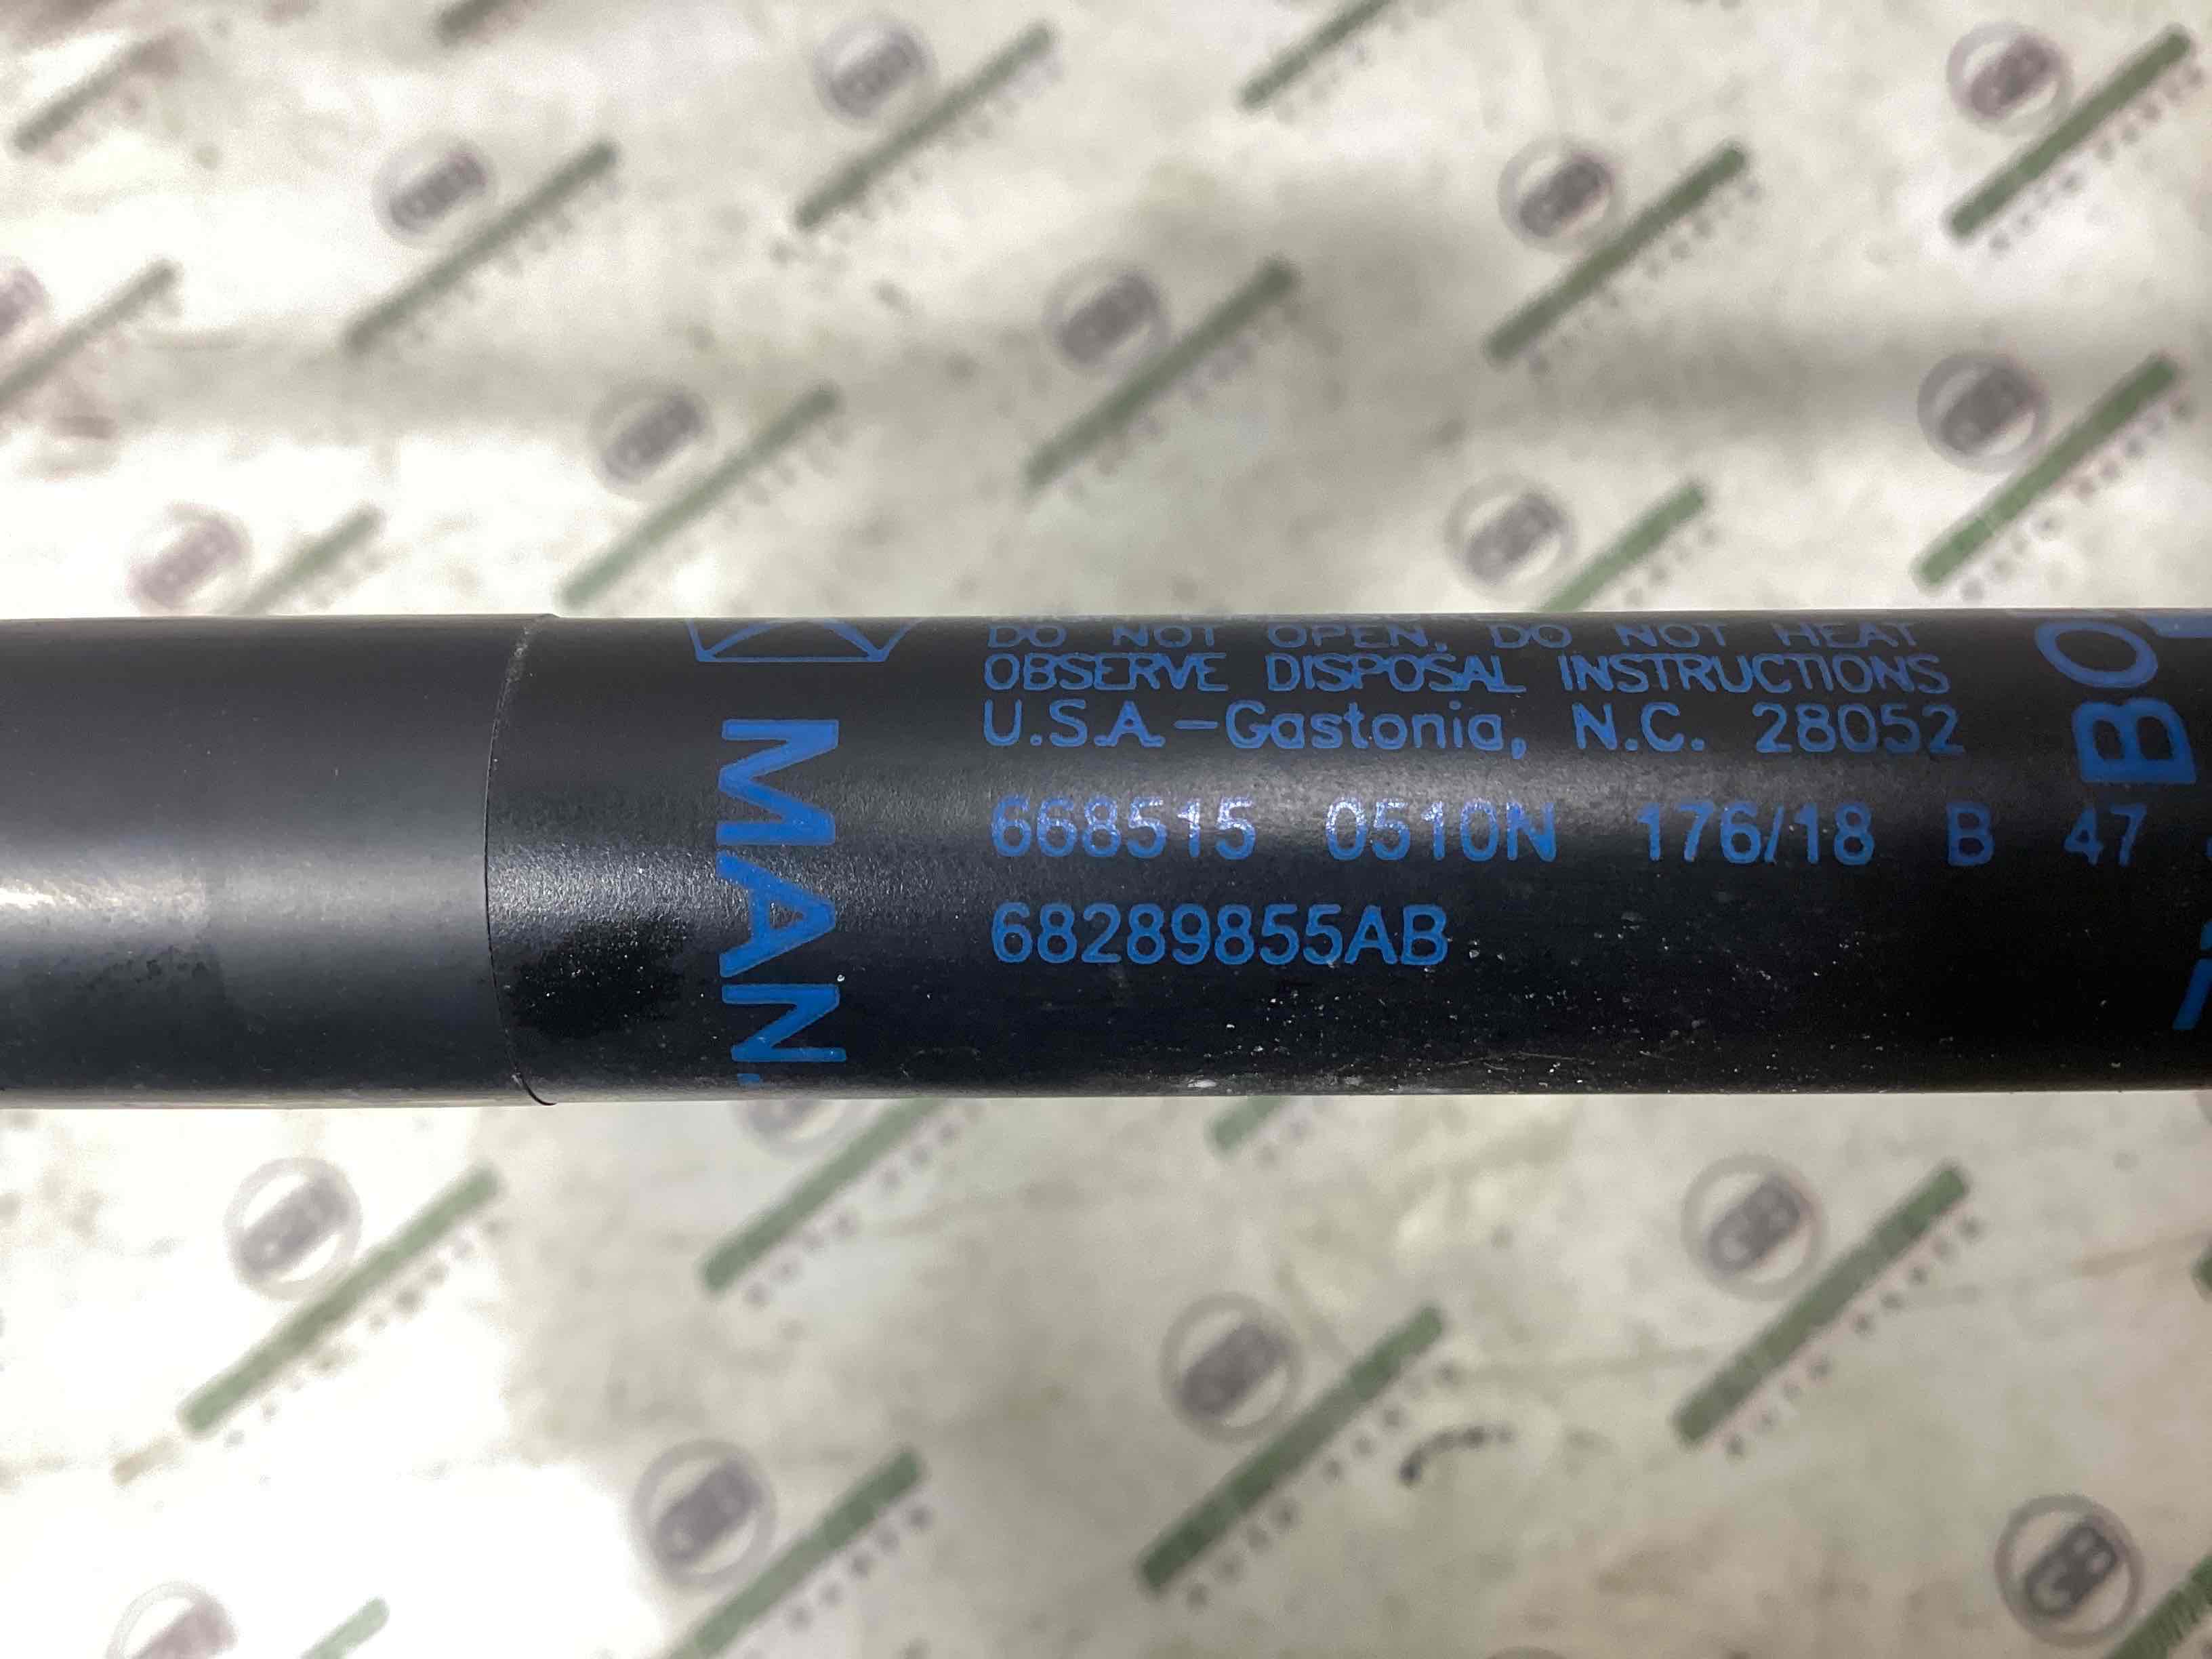 DO NOT OPEN, DO NOT HEAT
OBSERVE DISPOSAL INSTRUCTIONS
U.S.A.-Gastonia, N.C. 28052
668515 0510N 176/18 B 47
68289855AB
MAN.
BO